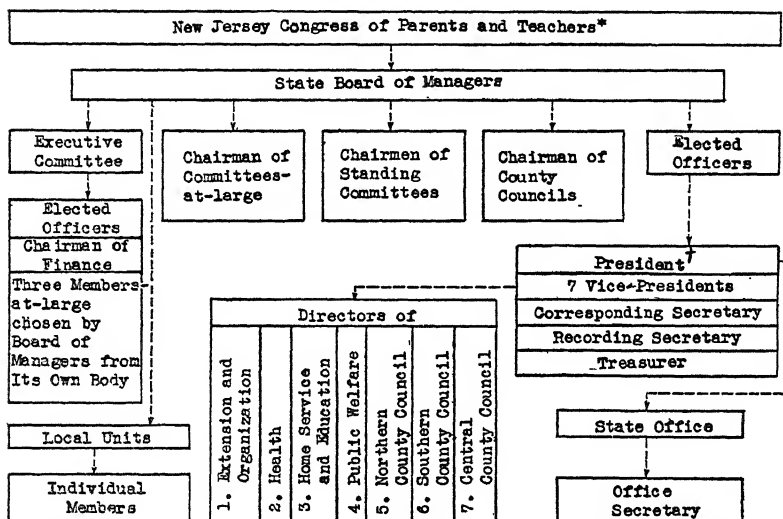 New Jersey Congress of Parents and Teachers*
State Board of Managers
Executive
Committee
Chairman of
Committees-
at-large
Chairmen of
Standing
Committees
Chairman of
County
Councils
Elected
Officers
Elected
Officers
Chairman of
Finance
Three Members-
at-large
chosen by
Board of
Managers from
Its Own Body
President†
7 Vice-Presidents
Corresponding Secretary
Recording Secretary
Treasurer
Directors of
1. Extension and
Organization
2. Health
3. Home Service
and Education
4. Public Welfare
5. Northern
County Council
6. Southern
County Council
7. Central
County Council
Local Units
Individual
Members
State Office
Office
Secretary